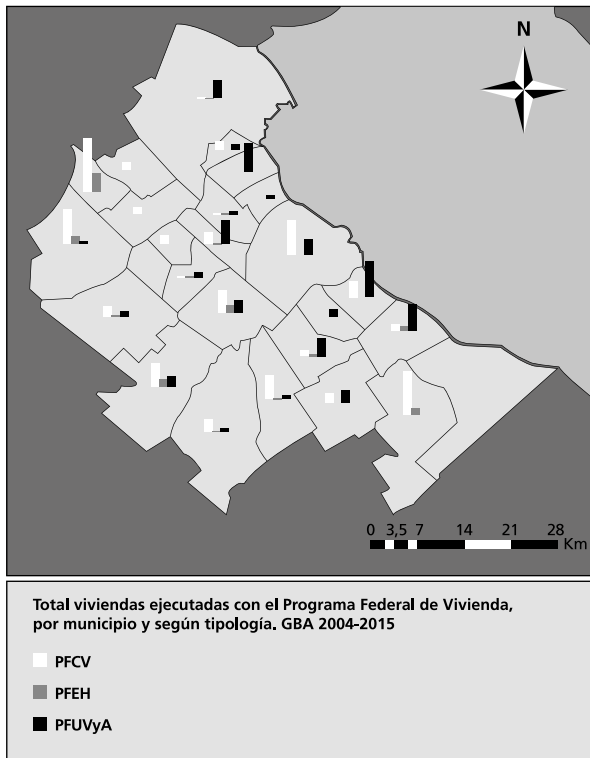 N
0 3,5 7 14 21 28
Km
Total viviendas ejecutadas con el Programa Federal de Vivienda,
por municipio y según tipología. GBA 2004-2015
PFCV
PFEH
PFUVyA